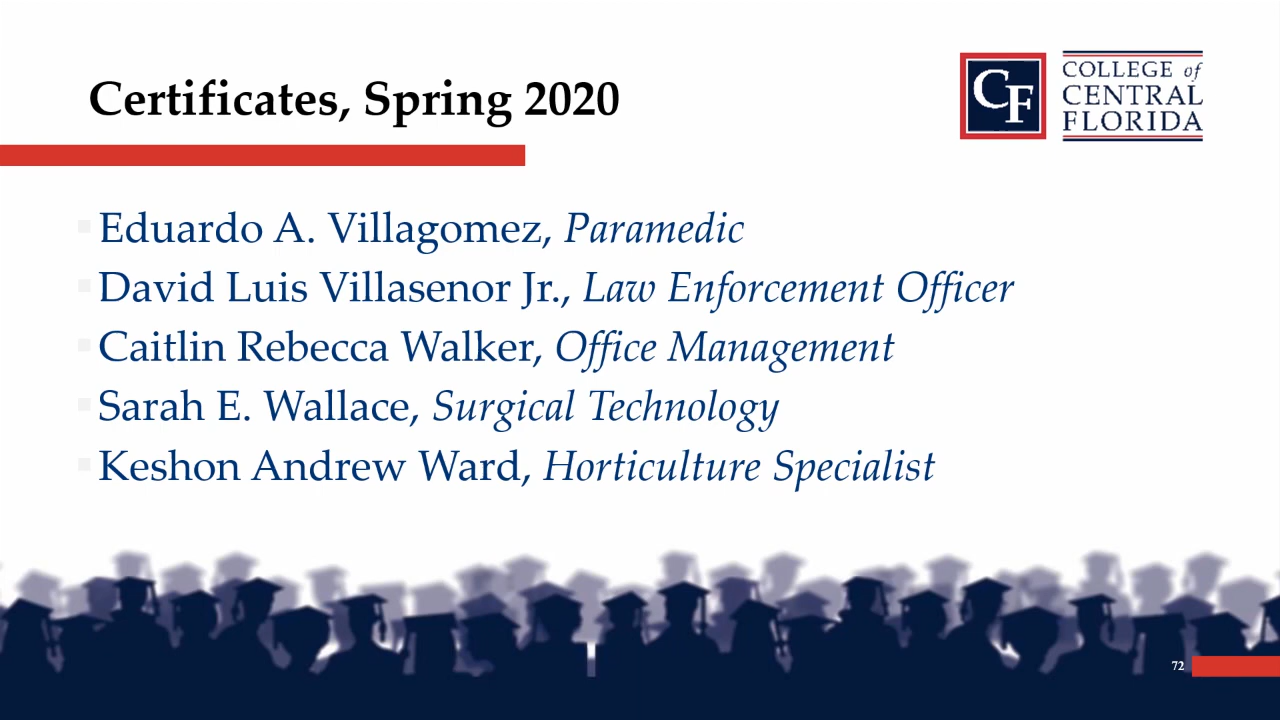 Certificates, Spring 2020
CF
COLLEGE of
CENTRAL
FLORIDA
Eduardo A. Villagomez, Paramedic
David Luis Villasenor Jr., Law Enforcement Officer
Caitlin Rebecca Walker, Office Management
Sarah E. Wallace, Surgical Technology
Keshon Andrew Ward, Horticulture Specialist
72